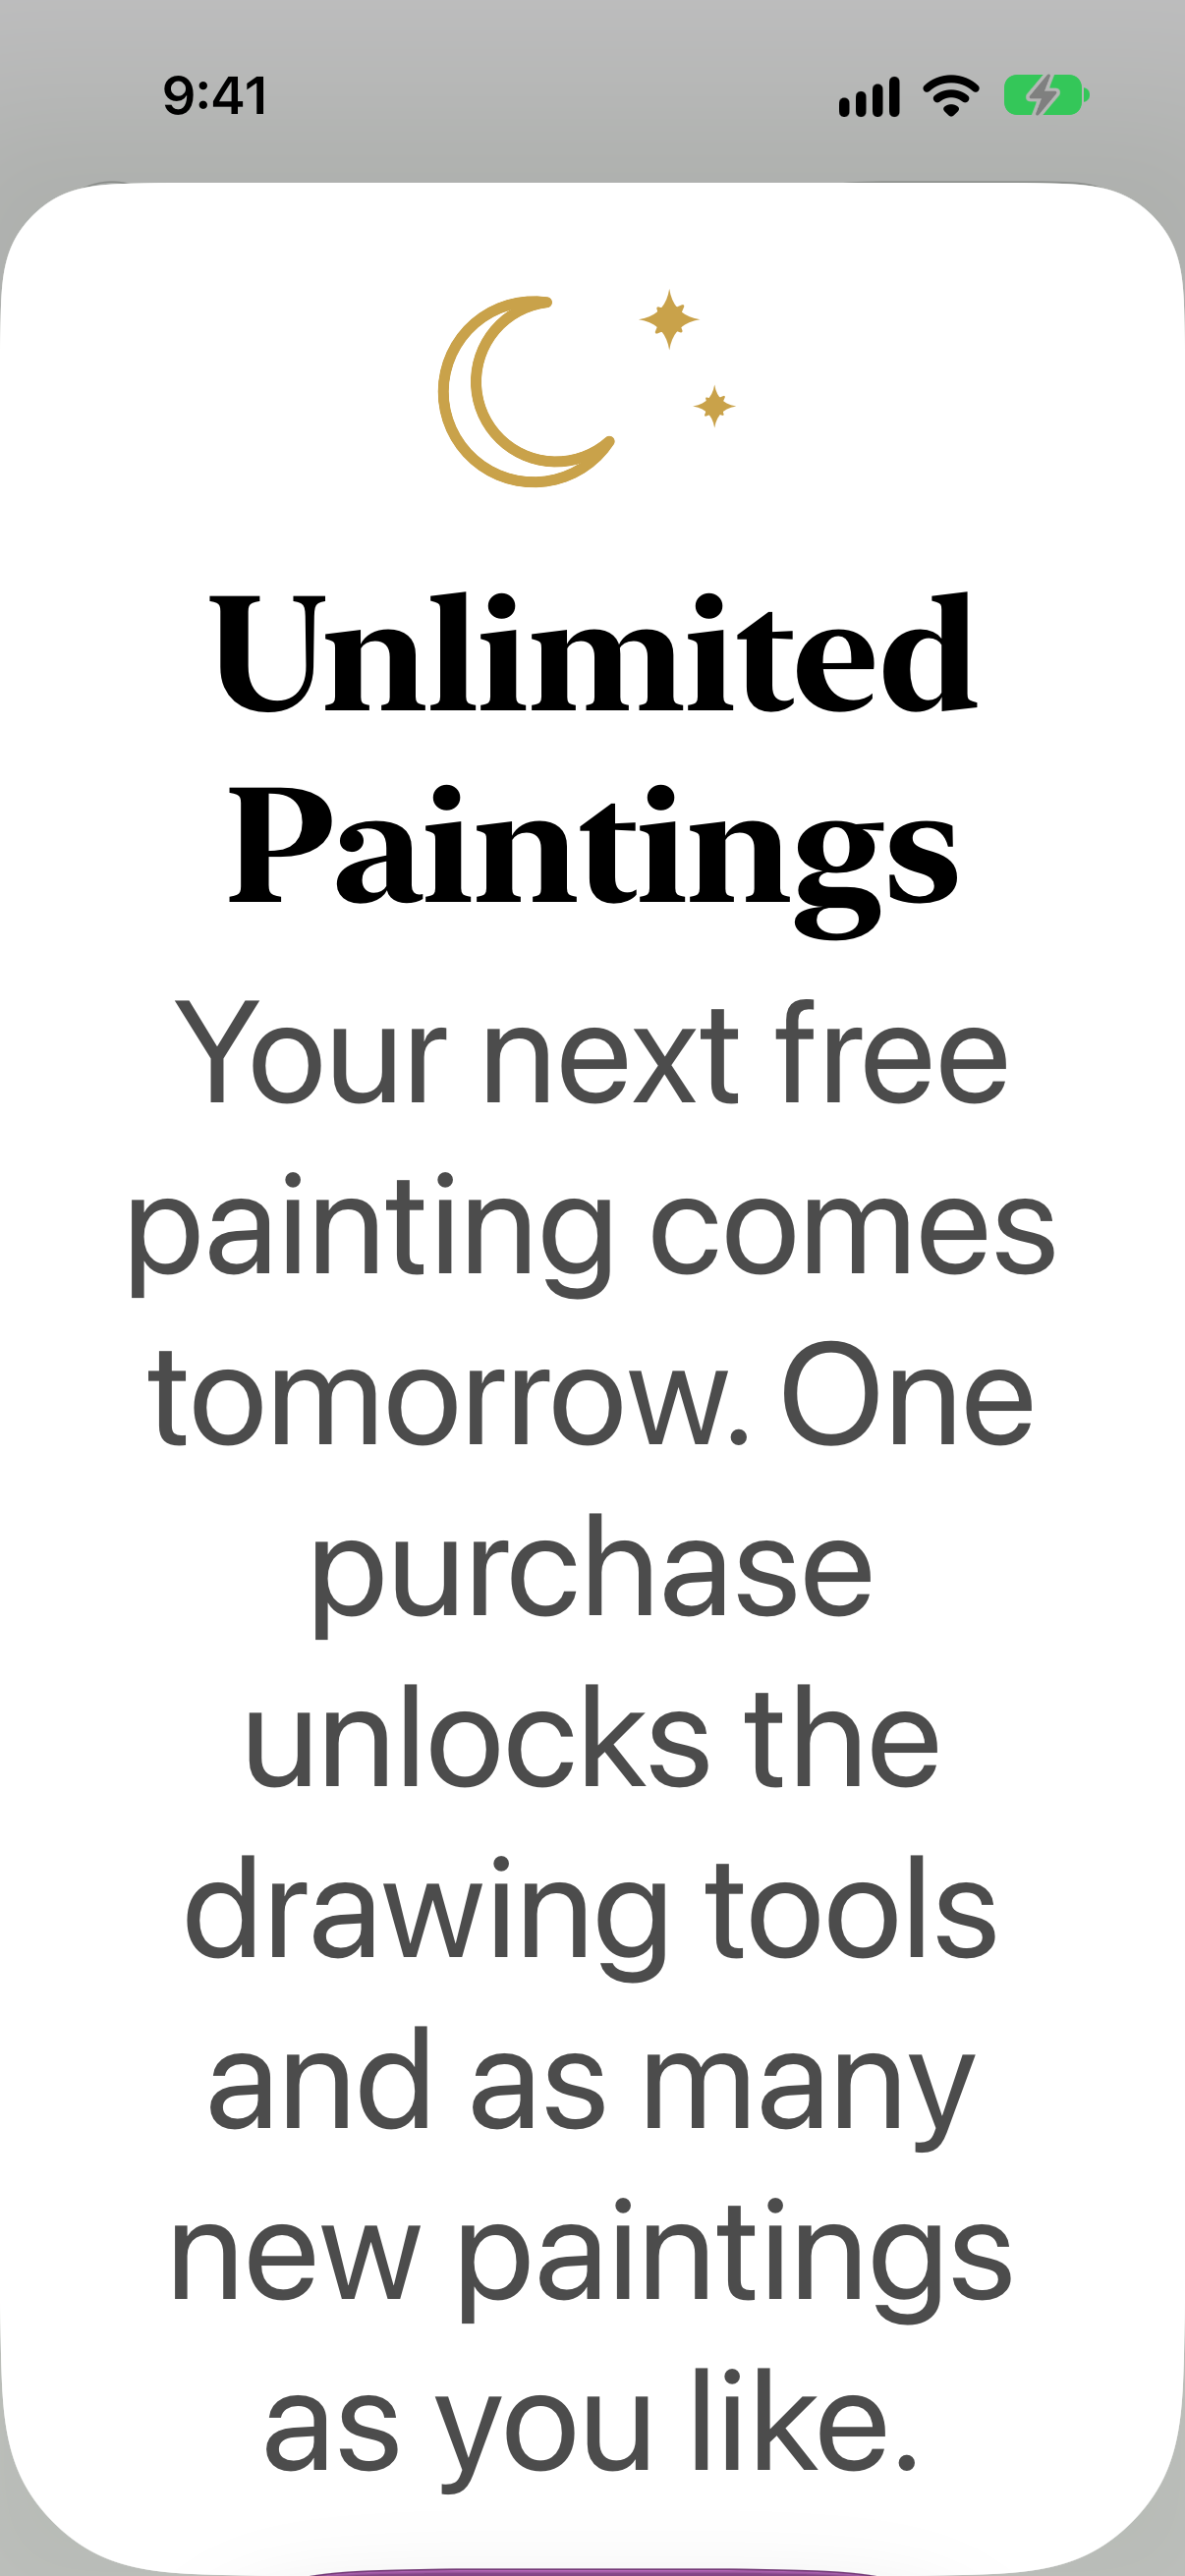 9:41
Unlimited
Paintings
Your next free
painting comes
tomorrow. One
purchase
unlocks the
drawing tools
and as many
new paintings
as you like.